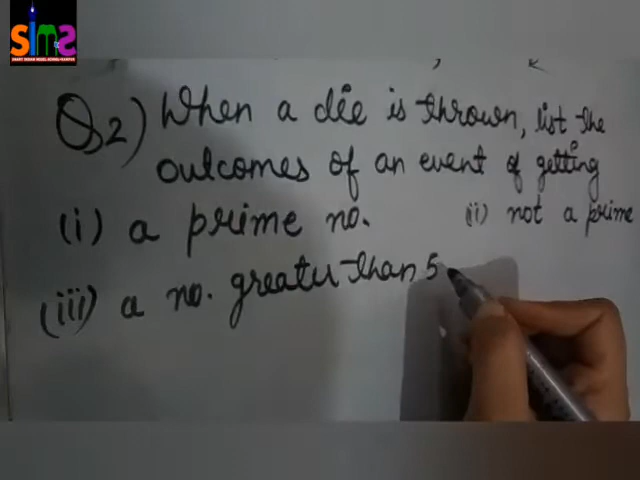 SIMS
Q2) When a die is thrown, list the
outcomes of an event of getting
(i) a prime no. (ii) not a prime
(iii) a no. greater than 5